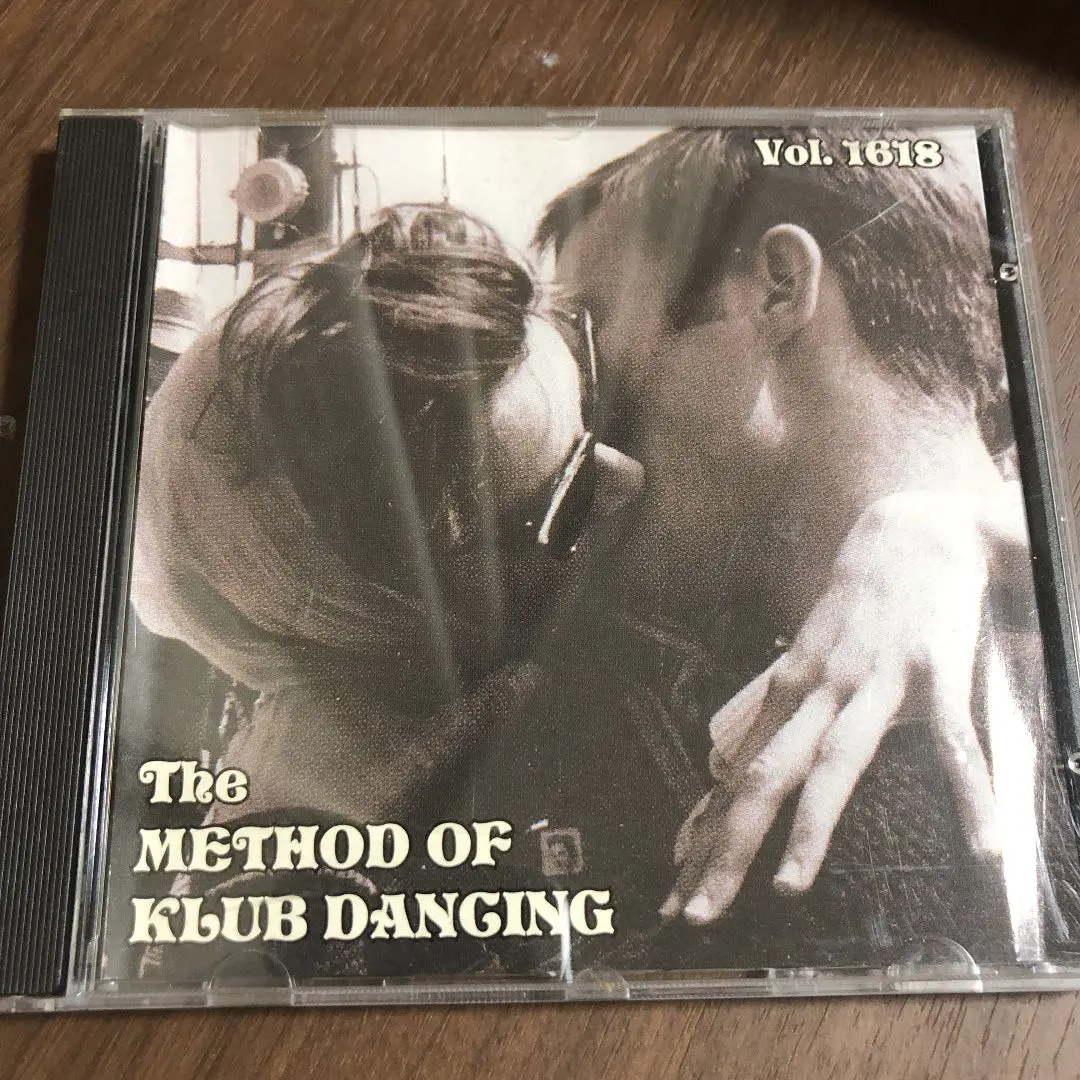 Vol. 1618
The
METHOD OF
KLUB DANCING